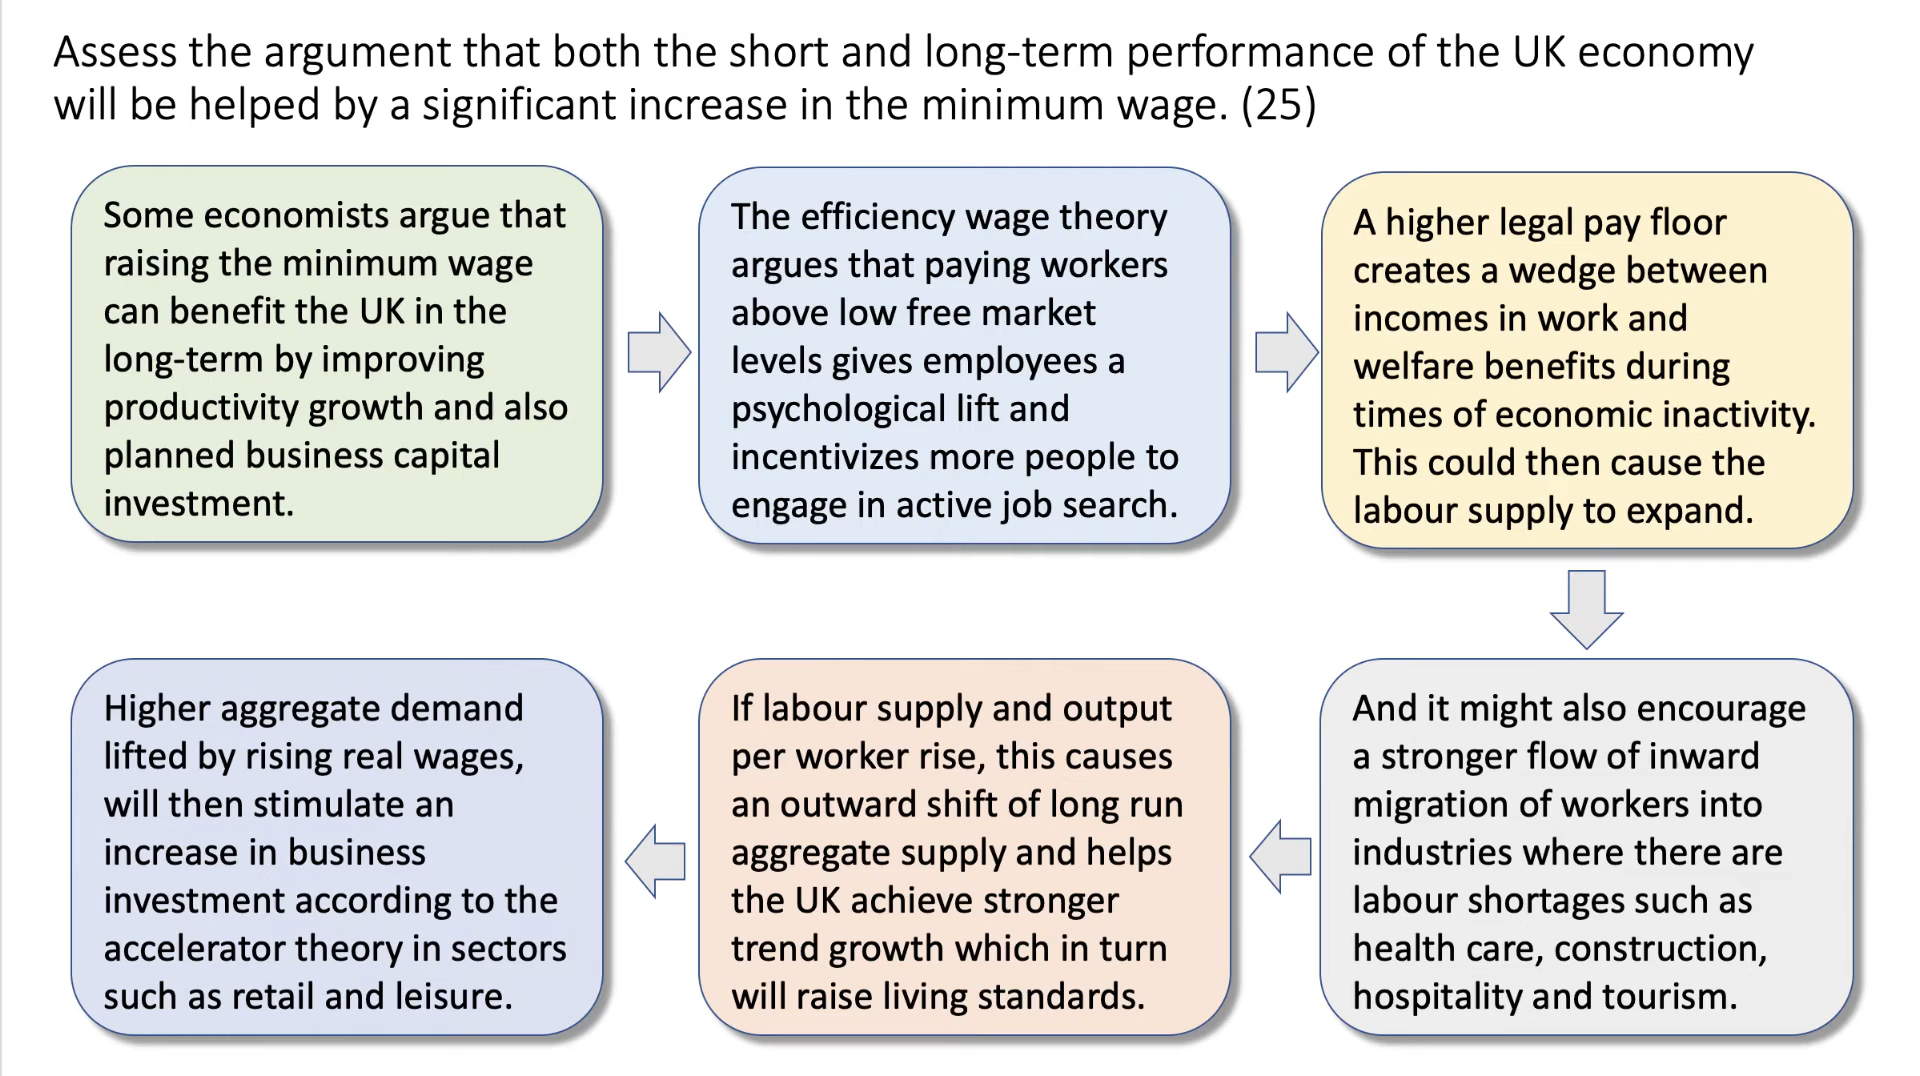 Assess the argument that both the short and long-term performance of the UK economy
will be helped by a significant increase in the minimum wage. (25)
Some economists argue that
raising the minimum wage
can benefit the UK in the
long-term by improving
productivity growth and also
planned business capital
investment.
The efficiency wage theory
argues that paying workers
above low free market
levels gives employees a
psychological lift and
incentivizes more people to
engage in active job search.
A higher legal pay floor
creates a wedge between
incomes in work and
welfare benefits during
times of economic inactivity.
This could then cause the
labour supply to expand.
And it might also encourage
a stronger flow of inward
migration of workers into
industries where there are
labour shortages such as
health care, construction,
hospitality and tourism.
If labour supply and output
per worker rise, this causes
an outward shift of long run
aggregate supply and helps
the UK achieve stronger
trend growth which in turn
will raise living standards.
Higher aggregate demand
lifted by rising real wages,
will then stimulate an
increase in business
investment according to the
accelerator theory in sectors
such as retail and leisure.